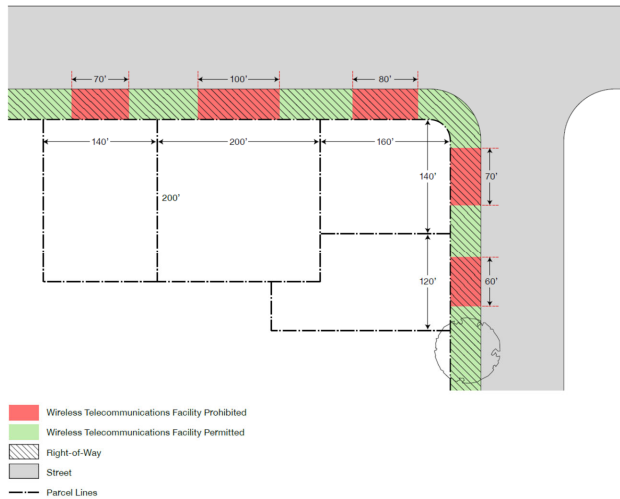 70'
100'
80'
140'
200'
160'
200'
140'
70'
120'
60'
Wireless Telecommunications Facility Prohibited
Wireless Telecommunications Facility Permitted
Right-of-Way
Street
Parcel Lines